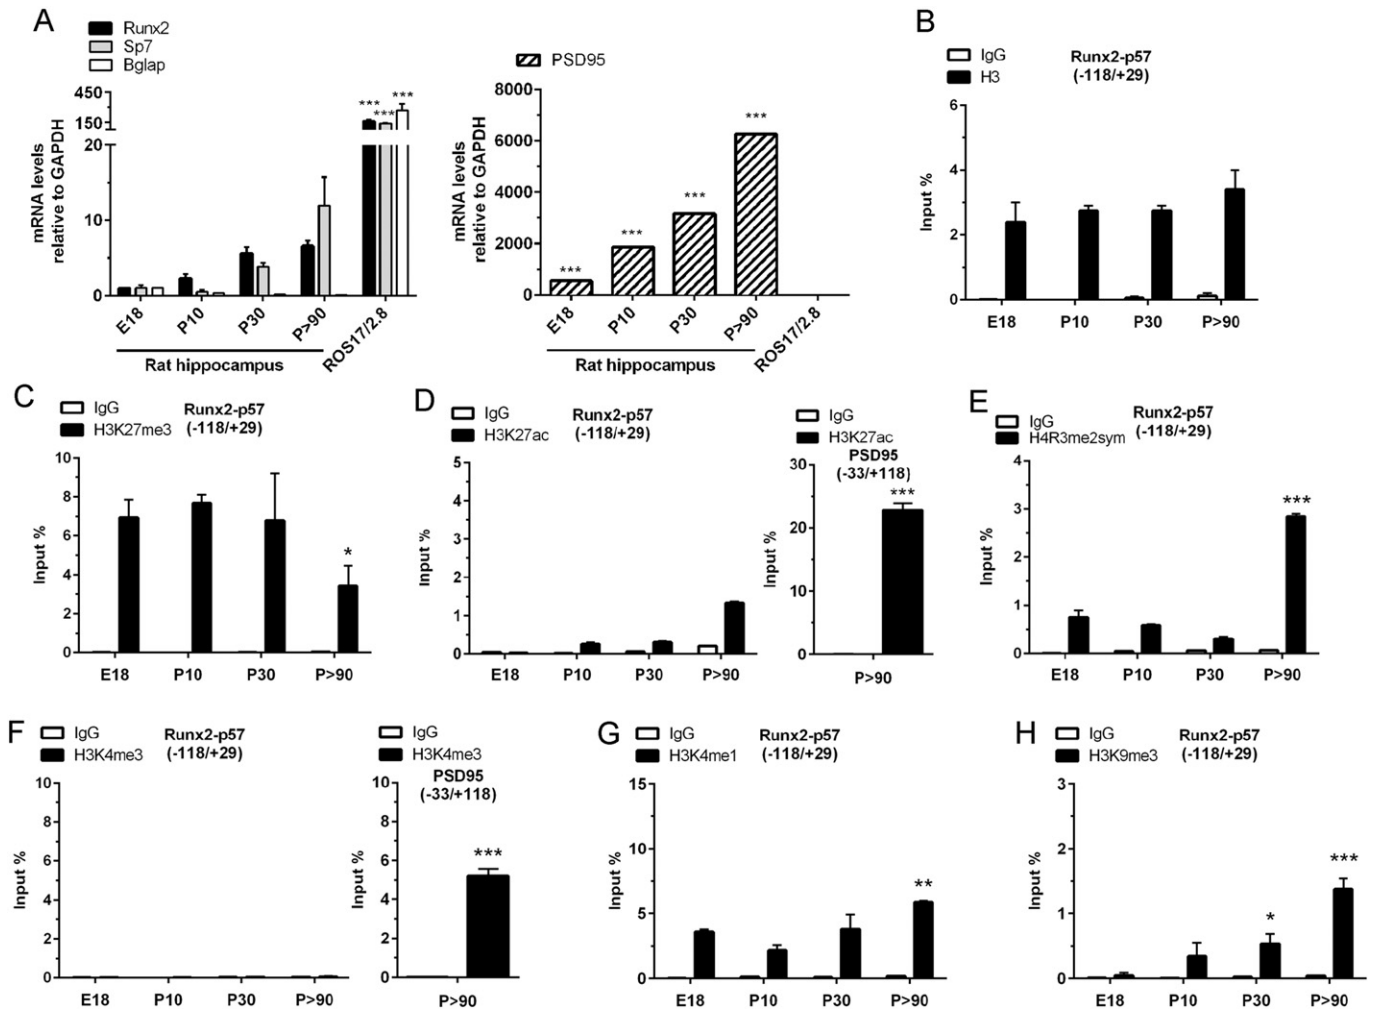 A
Runx2
Sp7
Bglap
mRNA levels
relative to GAPDH
450
150
20
10
0
***
***
***
E18
P10
P30
P>90
ROS17/2.8
Rat hippocampus
PSD95
mRNA levels
relative to GAPDH
8000
6000
4000
2000
0
***
***
***
***
E18
P10
P30
P>90
ROS17/2.8
Rat hippocampus
B
IgG
H3
Runx2-p57
(-118/+29)
Input %
6
4
2
0
E18 P10 P30 P>90
C
IgG
H3K27me3
Runx2-p57
(-118/+29)
Input %
10
8
6
4
2
0
*
E18 P10 P30 P>90
D
IgG
H3K27ac
Runx2-p57
(-118/+29)
Input %
5
4
3
2
1
0
E18 P10 P30 P>90
IgG
H3K27ac
PSD95
(-33/+118)
Input %
30
20
10
0
***
P>90
E
IgG
H4R3me2sym
Runx2-p57
(-118/+29)
Input %
4
3
2
1
0
***
E18 P10 P30 P>90
F
IgG
H3K4me3
Runx2-p57
(-118/+29)
Input %
10
8
6
4
2
0
E18 P10 P30 P>90
IgG
H3K4me3
PSD95
(-33/+118)
Input %
10
8
6
4
2
0
***
P>90
G
IgG
H3K4me1
Runx2-p57
(-118/+29)
Input %
15
10
5
0
**
E18 P10 P30 P>90
H
IgG
H3K9me3
Runx2-p57
(-118/+29)
Input %
3
2
1
0
*
***
E18 P10 P30 P>90